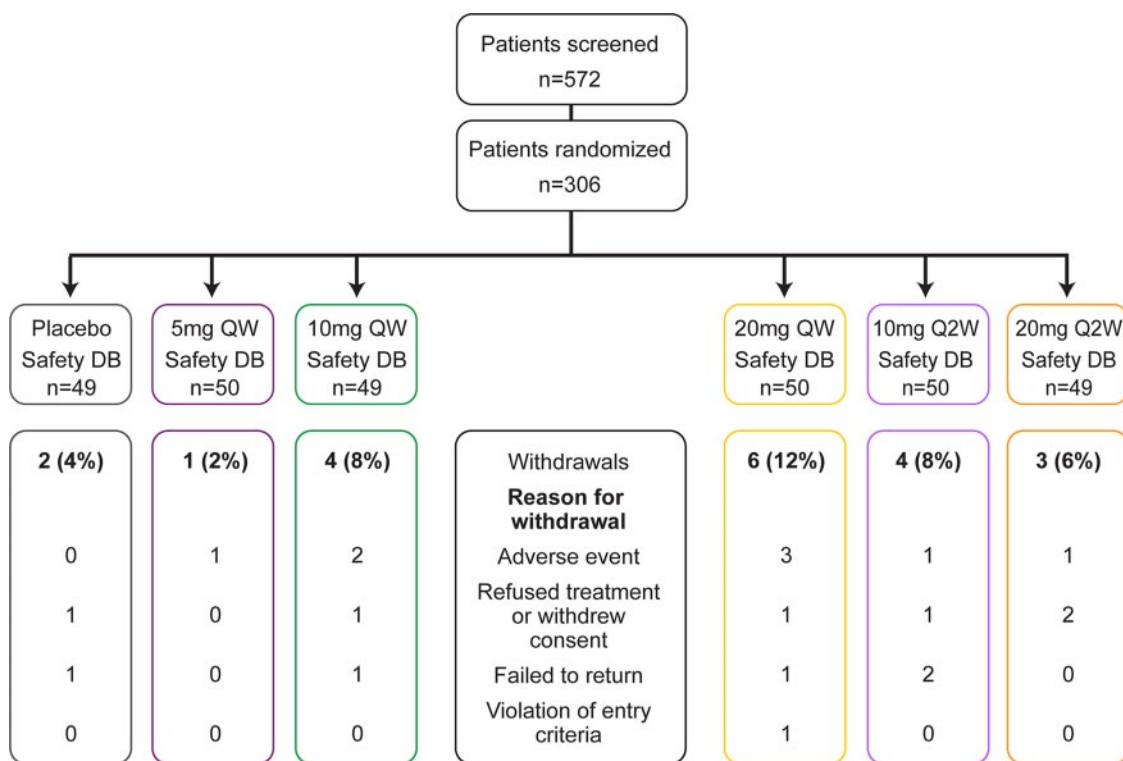 Patients screened
n=572
Patients randomized
n=306
Placebo
Safety DB
n=49
5mg QW
Safety DB
n=50
10mg QW
Safety DB
n=49
20mg QW
Safety DB
n=50
10mg Q2W
Safety DB
n=50
20mg Q2W
Safety DB
n=49
2 (4%) 1 (2%) 4 (8%) Withdrawals 6 (12%) 4 (8%) 3 (6%)
Reason for
withdrawal
0 1 2 Adverse event 3 1 1
Refused treatment
1 0 1 or withdrew 1 1 2
consent
1 0 1 Failed to return 1 2 0
Violation of entry
0 0 0 criteria 1 0 0